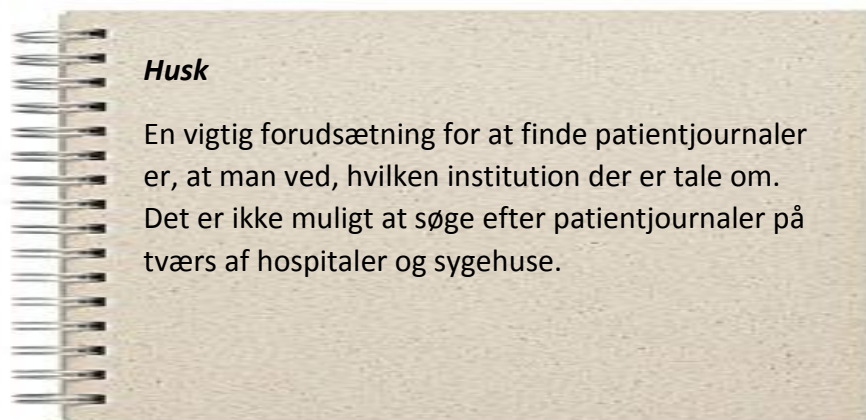 Husk
En vigtig forudsætning for at finde patientjournaler
er, at man ved, hvilken institution der er tale om.
Det er ikke muligt at søge efter patientjournaler på
tværs af hospitaler og sygehuse.